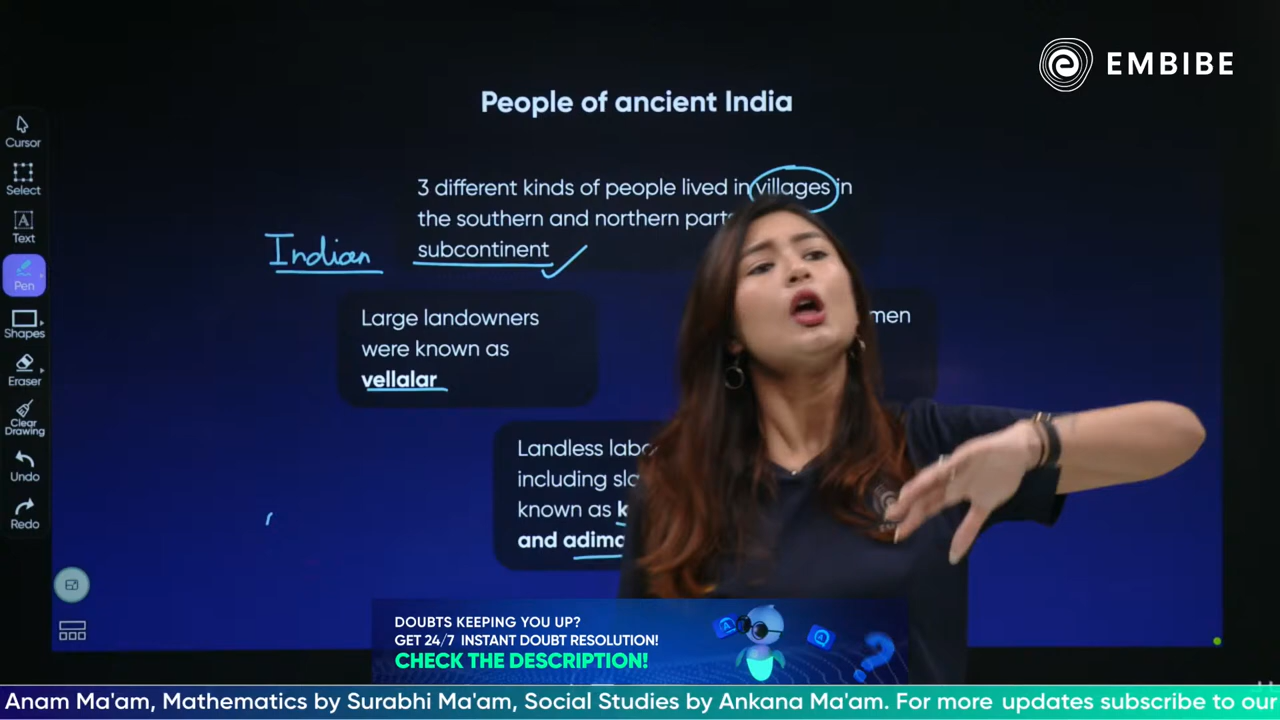 EMBIBE
People of ancient India
3 different kinds of people lived in villages in
the southern and northern parts
subcontinent
Indian
Large landowners
were known as
vellalar
men
Landless
including
known as
and
Cursor
Select
Text
Pen
Shapes
Eraser
Clear
Drawing
Undo
Redo
DOUBTS KEEPING YOU UP?
GET 24/7 INSTANT DOUBT RESOLUTION!
CHECK THE DESCRIPTION!
Anam Ma'am, Mathematics by Surabhi Ma'am, Social Studies by Ankana Ma'am. For more updates subscribe to our